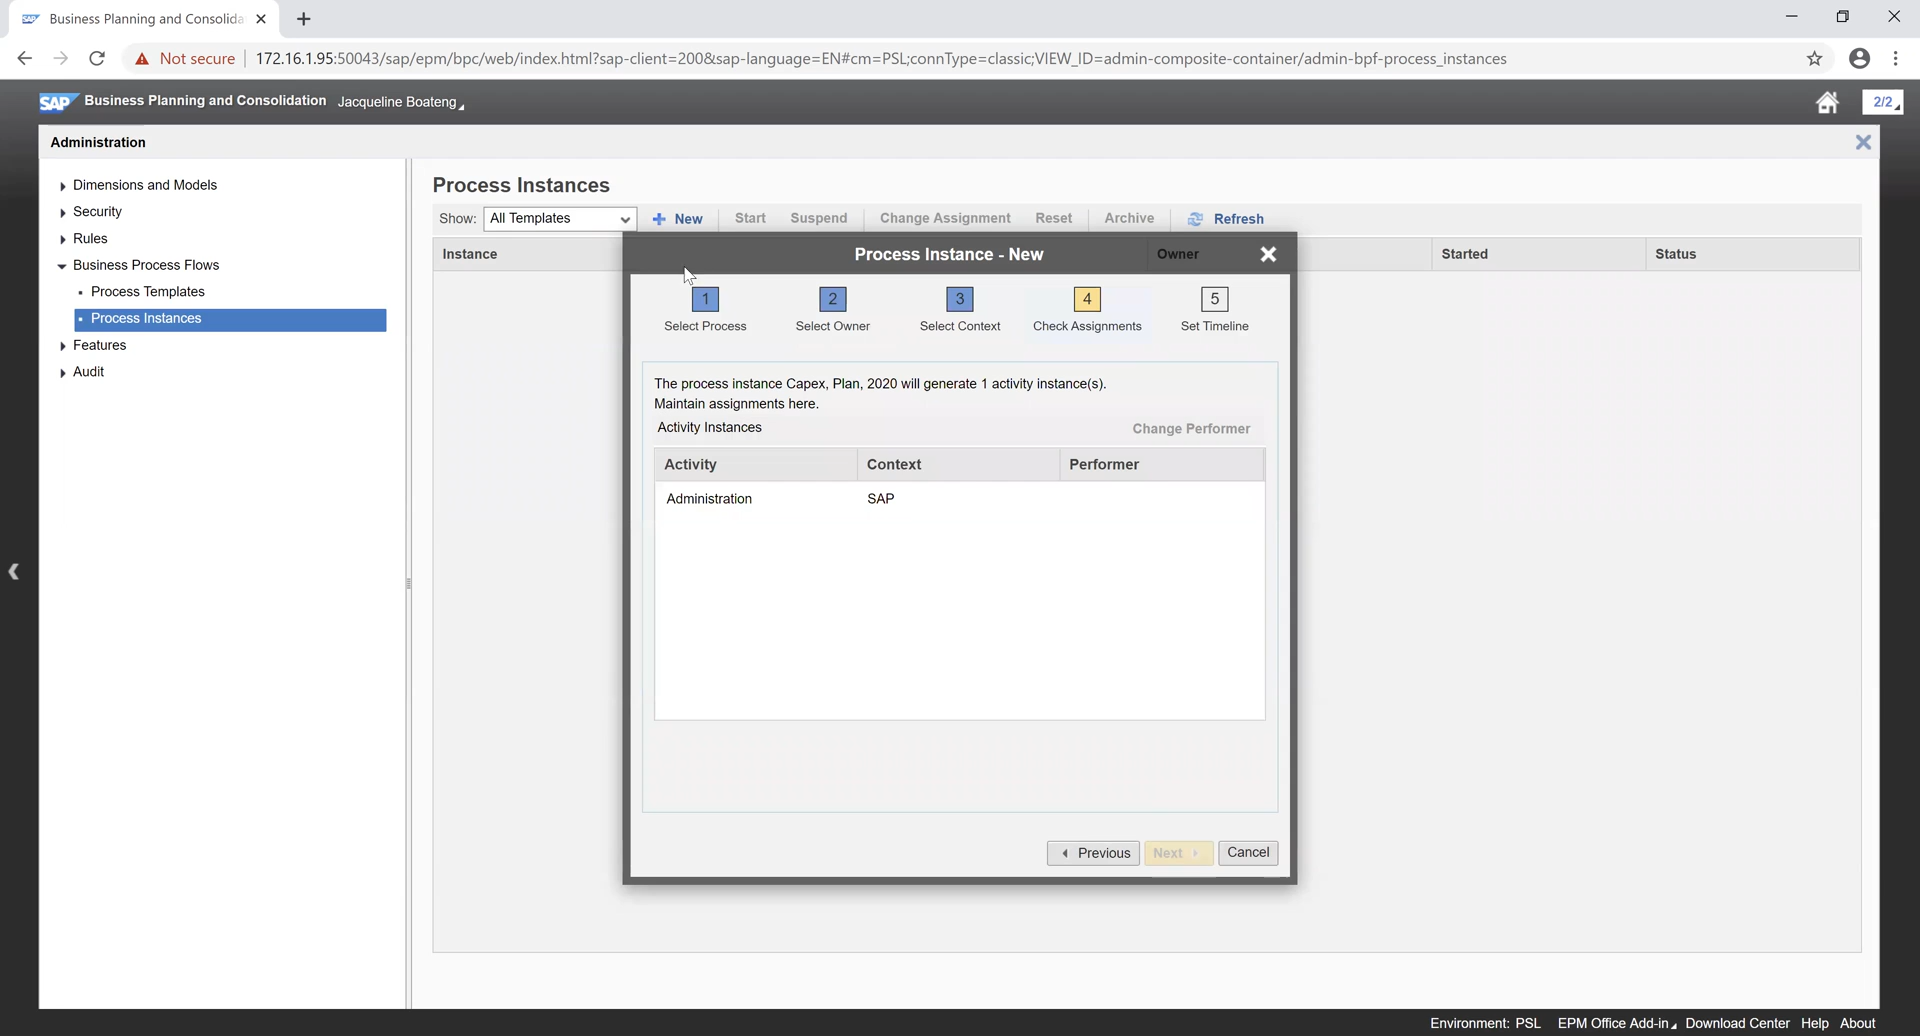 SAP Business Planning and Consolida
Not secure 172.16.1.95:50043/sap/epm/bpc/web/index.html?sap-client=200&sap-language=EN#cm=PSL;connType=classic;VIEW_ID=admin-composite-container/admin-bpf-process_instances
SAP Business Planning and Consolidation Jacqueline Boateng
2/2
Administration
Dimensions and Models
Security
Rules
Business Process Flows
Process Templates
Process Instances
Features
Audit
Process Instances
Show: All Templates New Start Suspend Change Assignment Reset Archive Refresh
Instance Owner Started Status
Process Instance - New
1 2 3 4 5
Select Process Select Owner Select Context Check Assignments Set Timeline
The process instance Capex, Plan, 2020 will generate 1 activity instance(s).
Maintain assignments here.
Activity Instances Change Performer
Activity Context Performer
Administration SAP
Previous Next Cancel
Environment: PSL EPM Office Add-in Download Center Help About